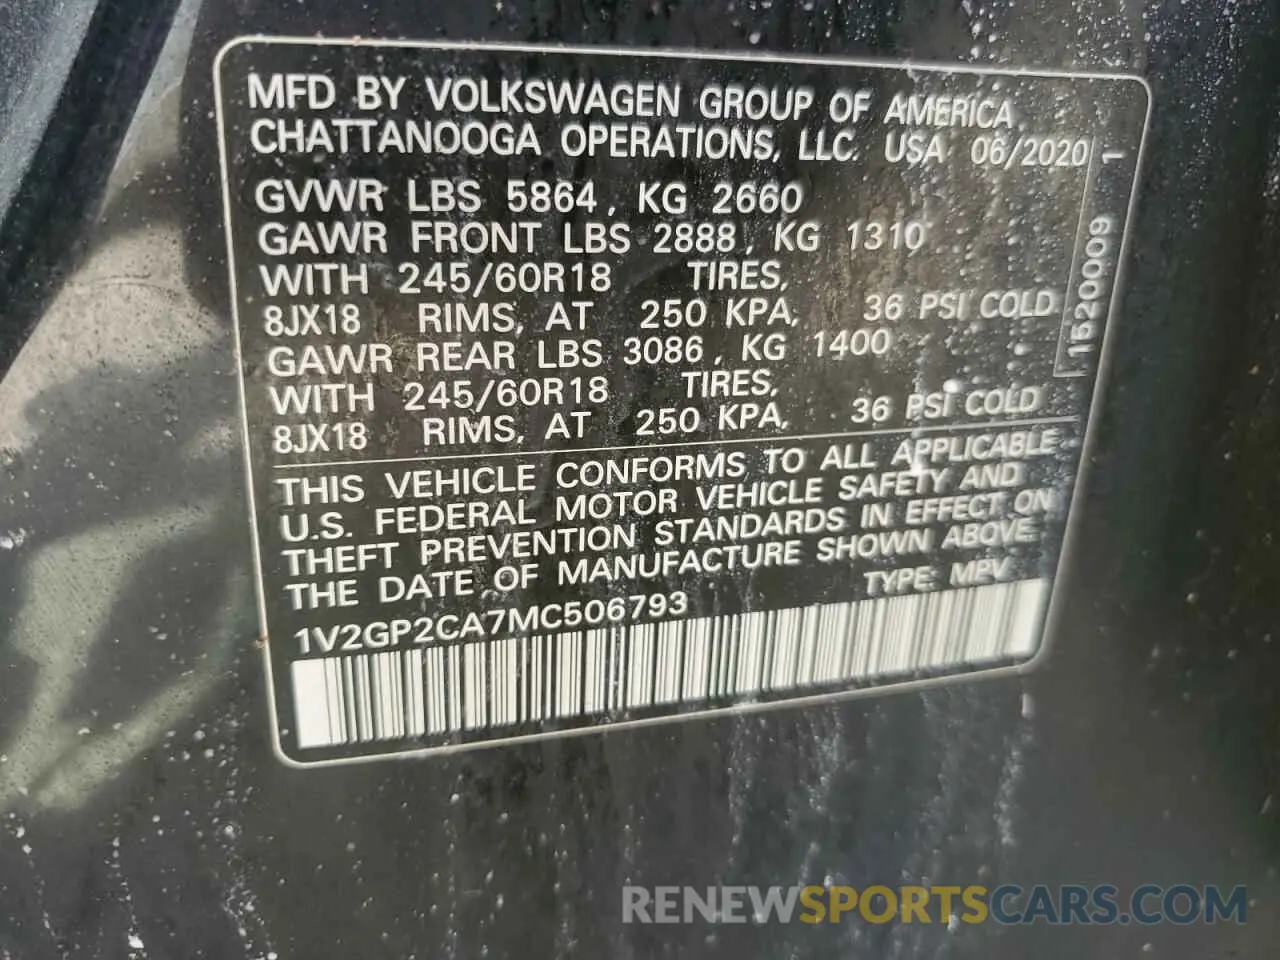 MFD BY VOLKSWAGEN GROUP OF AMERICA
CHATTANOOGA OPERATIONS, LLC. USA 06/2020
GVWR LBS 5864, KG 2660
GAWR FRONT LBS 2888, KG 1310
WITH 245/60R18 TIRES,
8JX18 RIMS, AT 250 KPA, 36 PSI COLD
GAWR REAR LBS 3086, KG 1400
WITH 245/60R18 TIRES,
8JX18 RIMS, AT 250 KPA, 36 PSI COLD
1520009 1
THIS VEHICLE CONFORMS TO ALL APPLICABLE
U.S. FEDERAL MOTOR VEHICLE SAFETY AND
THEFT PREVENTION STANDARDS IN EFFECT ON
THE DATE OF MANUFACTURE SHOWN ABOVE.
1V2GP2CA7MC506793 TYPE: MPV
RENEWSPORTSCARS.COM